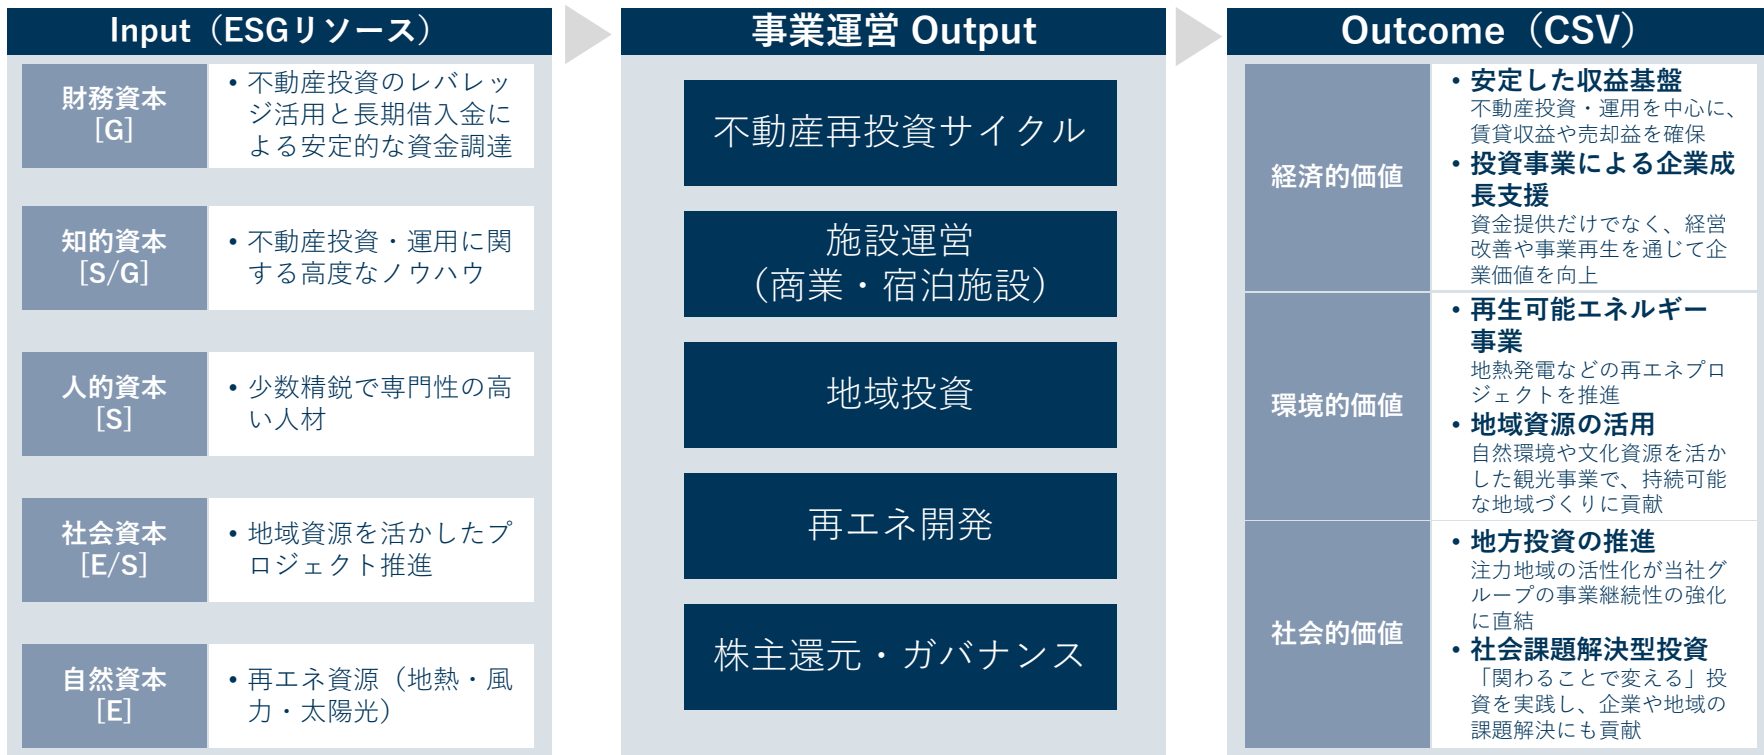 Input（ESGリソース）
財務資本
[G]
・不動産投資のレバレッ
ジ活用と長期借入金に
よる安定的な資金調達
知的資本
[S/G]
・不動産投資・運用に関
する高度なノウハウ
人的資本
[S]
・少数精鋭で専門性の高
い人材
社会資本
[E/S]
・地域資源を活かしたプ
ロジェクト推進
自然資本
[E]
・再エネ資源（地熱・風
力・太陽光）
事業運営 Output
不動産再投資サイクル
施設運営
（商業・宿泊施設）
地域投資
再エネ開発
株主還元・ガバナンス
Outcome（CSV）
経済的価値
・安定した収益基盤
不動産投資・運用を中心に、
賃貸収益や売却益を確保
・投資事業による企業成
長支援
資金提供だけでなく、経営
改善や事業再生を通じて企
業価値を向上
環境的価値
・再生可能エネルギー
事業
地熱発電などの再エネプロ
ジェクトを推進
・地域資源の活用
自然環境や文化資源を活か
した観光事業で、持続可能
な地域づくりに貢献
社会的価値
・地方投資の推進
注力地域の活性化が当社グ
ループの事業継続性の強化
に直結
・社会課題解決型投資
「関わることで変える」投
資を実践し、企業や地域の
課題解決にも貢献